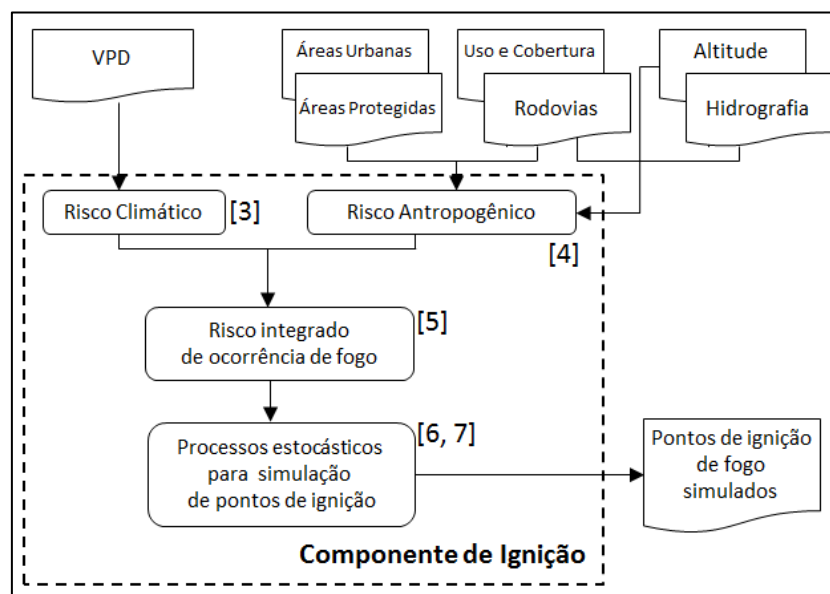 VPD
Áreas Urbanas
Áreas Protegidas
Uso e Cobertura
Rodovias
Altitude
Hidrografia
Risco Climático
[3]
Risco Antropogênico
[4]
Risco integrado
de ocorrência de fogo
[5]
Processos estocásticos
para simulação
de pontos de ignição
[6, 7]
Pontos de ignição
de fogo
simulados
Componente de Ignição